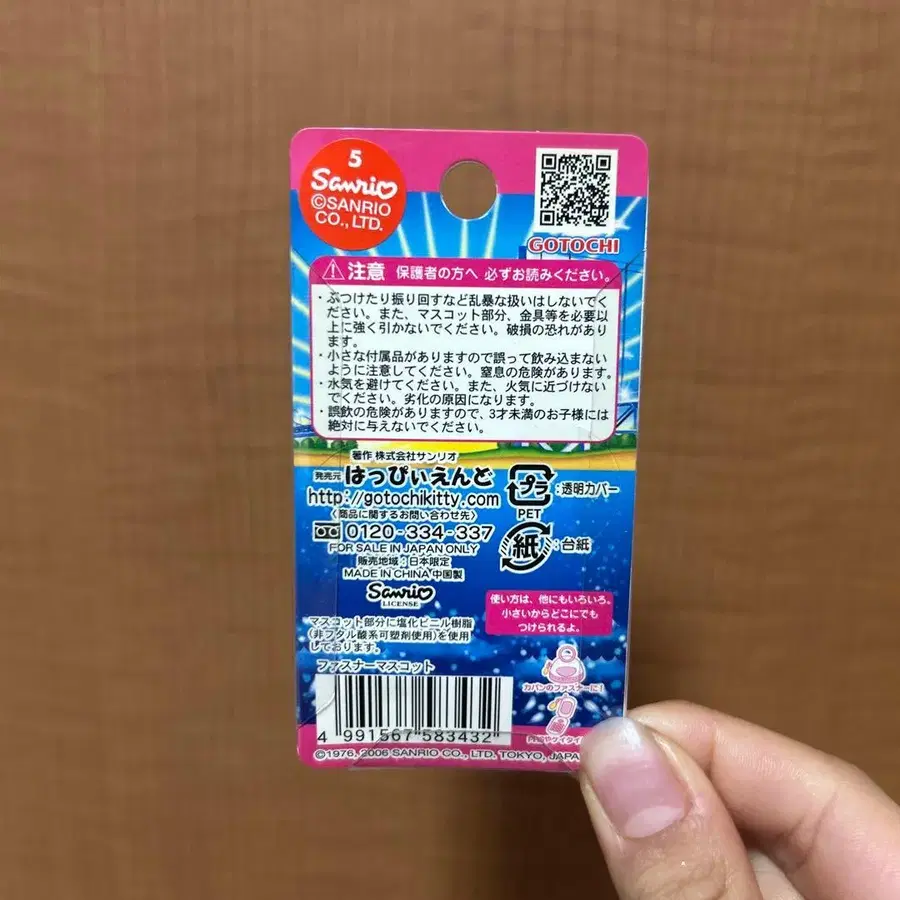 5
Sanrio
©SANRIO
CO., LTD.
GOTOCHI
⚠注意 保護者の方へ 必ずお読みください。
・ぶつけたり振り回すなど乱暴な扱いはしないでくだ
さい。また、マスコット部分、金具等を必要以
上に強く引かないでください。破損の恐れがあり
ます。
・小さな付属品がありますので誤って飲み込まない
ように注意してください。窒息の危険があります。
・水気を避けてください。また、火気に近づけない
でください。劣化の原因になります。
・誤飲の危険がありますので、3才未満のお子様には
絶対に与えないでください。
著作 株式会社サンリオ
発売元 はっぴぃえんど
http://gotochikitty.com
〈商品に関するお問い合わせ先〉
0120-334-337
FOR SALE IN JAPAN ONLY
販売地域:日本限定
MADE IN CHINA 中国製
Sanrio
LICENSE
プラ :透明カバー
PET
紙 :台紙
マスコット部分に塩化ビニール樹脂
(非フタル酸系可塑剤使用)を使用
しております。
ファスナーマスコット
使い方は、他にもいろいろ。
小さいからどこにでも
つけられるよ。
カバンのファスナーに!
4 991567 583432
©1976, 2006 SANRIO CO., LTD. TOKYO, JAPA